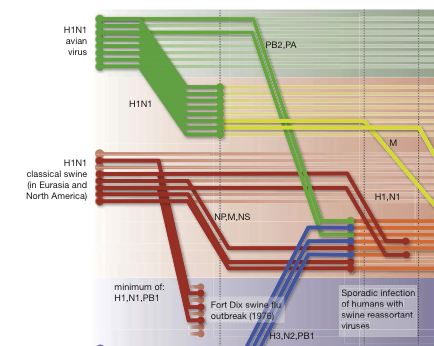 H1N1
avian
virus
PB2,PA
H1N1
M
H1N1
classical swine
(in Eurasia and
North America)
H1,N1
NP,M,NS
minimum of:
H1,N1,PB1
Fort Dix swine flu
outbreak (1976)
Sporadic infection
of humans with
swine reassortant
viruses
H3,N2,PB1